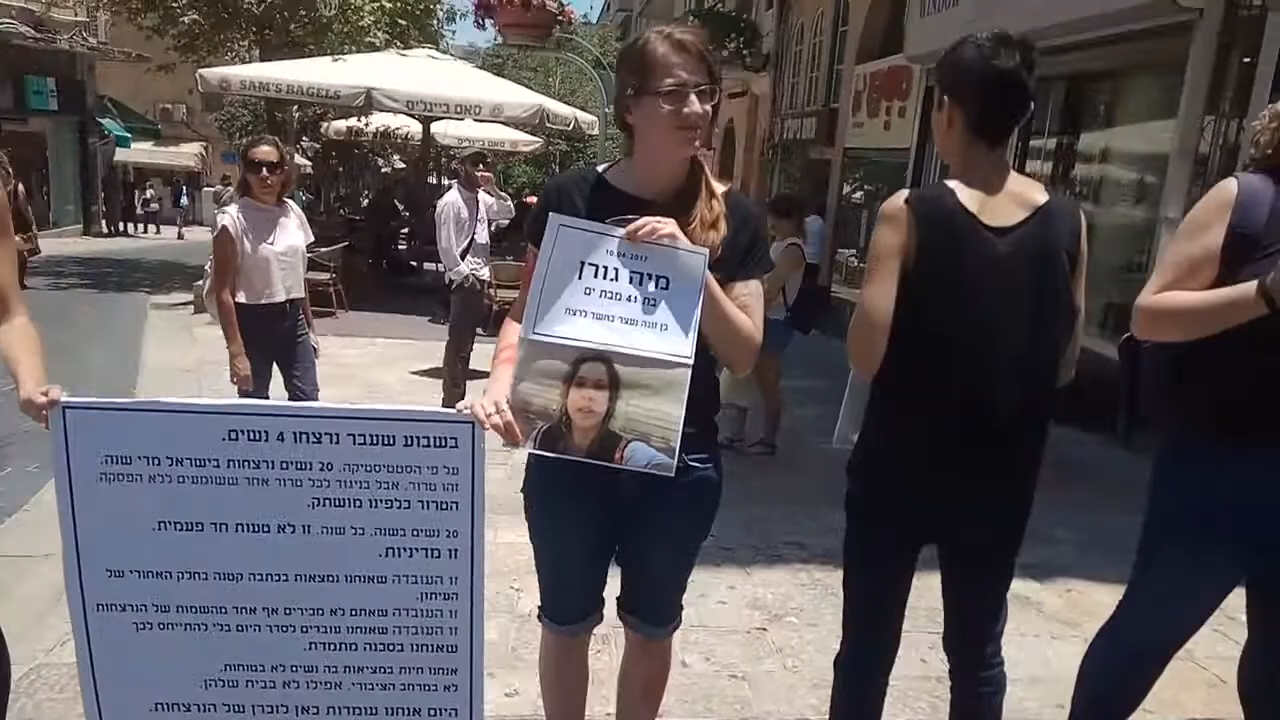 WINDOW
SAM'S BAGELS
סאם בייגלס
סאם בייגלס
10.06.2017
מיה גורן
בת 41 מבת ים
בן זוגה נעצר בחשד לרצח
בשבוע שעבר נרצחו 4 נשים.
על פי הסטטיסטיקה, 20 נשים נרצחות בישראל מדי שנה.
זהו טרור, אבל בניגוד לכל טרור אחר ששומעים ללא הפסקה,
הטרור כלפינו מושתק.
20 נשים בשנה, כל שנה. זו לא טעות חד פעמית.
זו מדיניות.
זו העובדה שאנחנו נמצאות בכתבה קטנה בחלק האחורי של
העיתון.
זו העובדה שאתם לא מכירים אף אחד מהשמות של הנרצחות
זו העובדה שאנחנו עוברים לסדר היום בלי להתייחס לכך
שאנחנו בסכנה מתמדת.
אנחנו חיות במציאות בה נשים לא בטוחות,
לא במרחב הציבורי, אפילו לא בבית שלהן.
היום אנחנו עומדות כאן לזכרן של הנרצחות